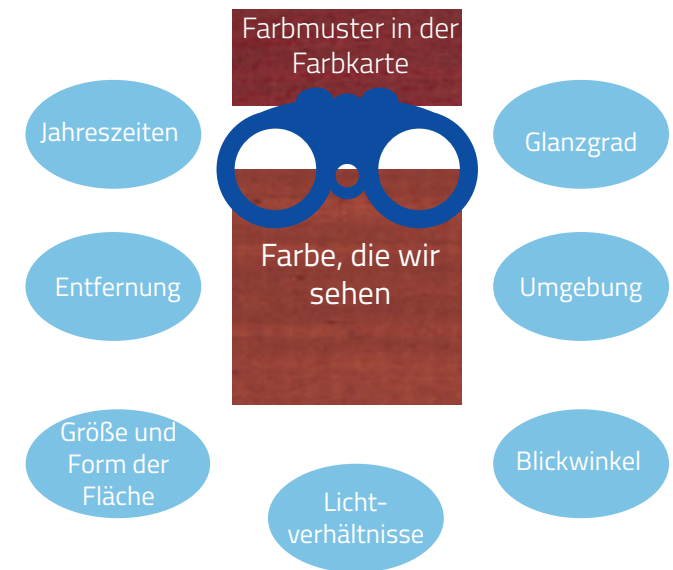 Farbmuster in der
Farbkarte
Jahreszeiten
Glanzgrad
Farbe, die wir
sehen
Entfernung
Umgebung
Größe und
Form der
Fläche
Blickwinkel
Licht-
verhältnisse